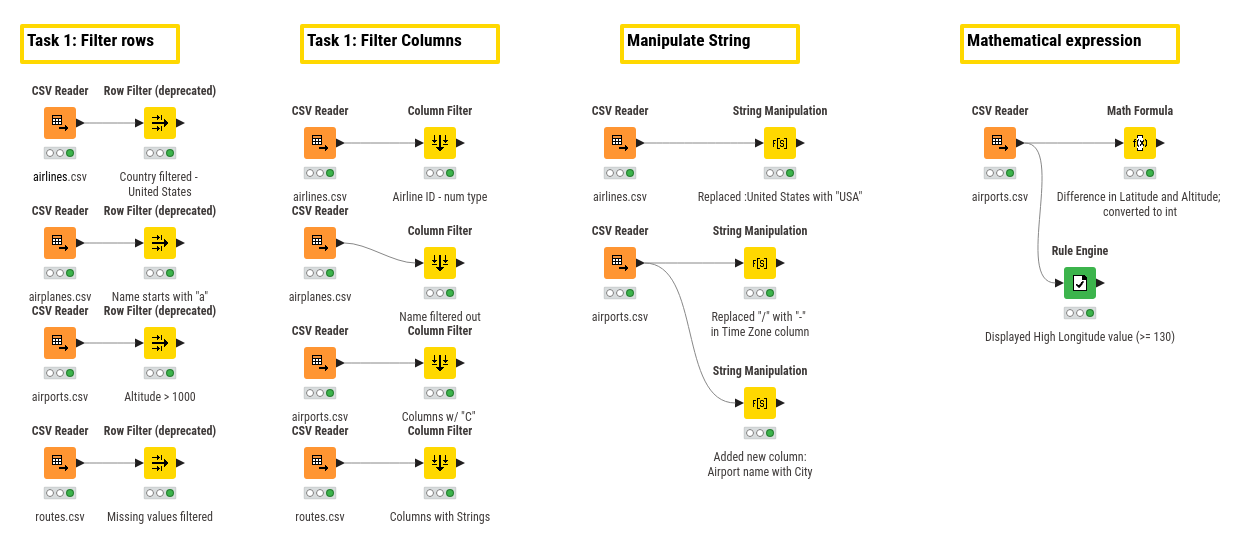 Task 1: Filter rows
CSV Reader
Row Filter (deprecated)
airlines.csv
Country filtered -
United States
CSV Reader
Row Filter (deprecated)
airplanes.csv
Name starts with "a"
CSV Reader
Row Filter (deprecated)
airports.csv
Altitude > 1000
CSV Reader
Row Filter (deprecated)
routes.csv
Missing values filtered
Task 1: Filter Columns
CSV Reader
Column Filter
airlines.csv
Airline ID - num type
CSV Reader
Column Filter
airplanes.csv
Name filtered out
CSV Reader
Column Filter
airports.csv
Columns w/ "C"
CSV Reader
Column Filter
routes.csv
Columns with Strings
Manipulate String
CSV Reader
String Manipulation
F[S]
airlines.csv
Replaced :United States with "USA"
CSV Reader
String Manipulation
F[S]
airports.csv
Replaced "/" with "-"
in Time Zone column
String Manipulation
F[S]
Added new column:
Airport name with City
Mathematical expression
CSV Reader
Math Formula
f(x)
airports.csv
Difference in Latitude and Altitude;
converted to int
Rule Engine
Displayed High Longitude value (>= 130)